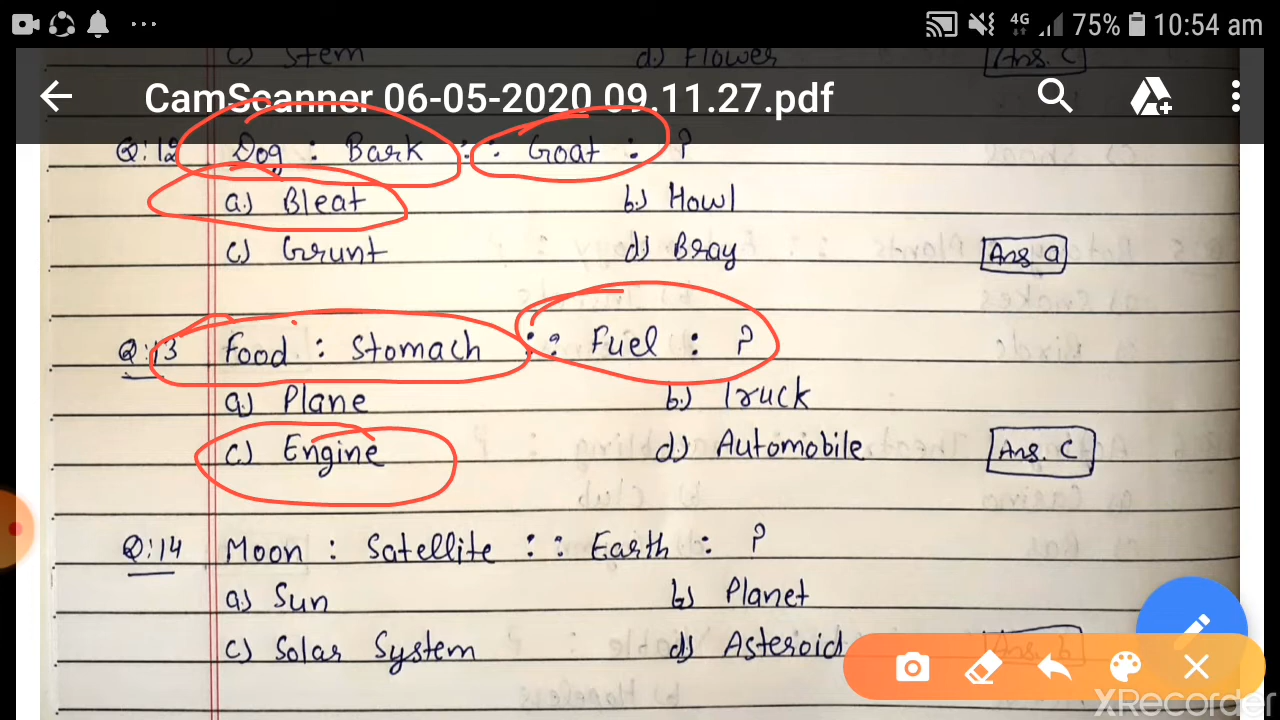 4G 75% 10:54 am
c) Stem d.) Flower Ans. C
CamScanner 06-05-2020 09.11.27.pdf
Q:12 Dog : Bark :: Goat : ?
a.) Bleat b.) Howl
c) Grunt d) Bray Ans a
Q:13 Food : Stomach :: Fuel : ?
a) Plane b.) Truck
c) Engine d.) Automobile Ans. C
Q:14 Moon : Satellite :: Earth : ?
a) Sun b) Planet
c) Solar System d) Asteroid Ans. b
XRecorder